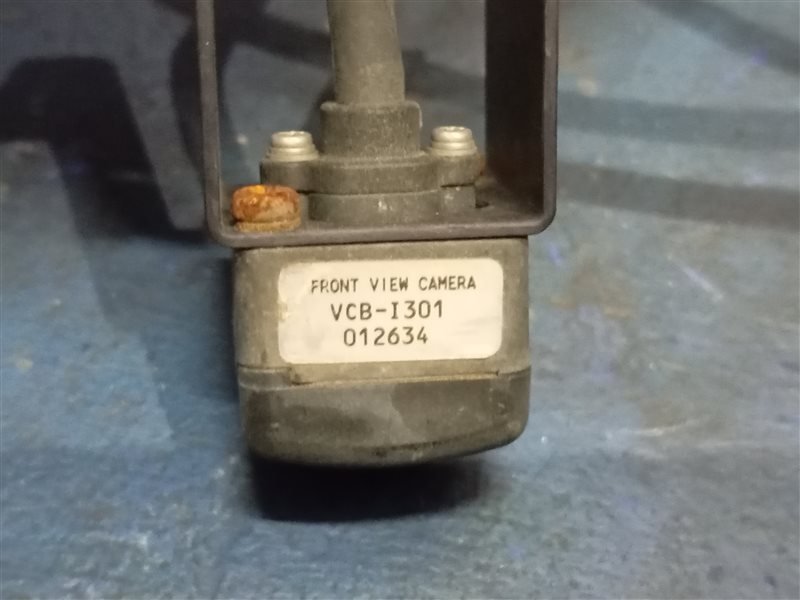 FRONT VIEW CAMERA
VCB-I301
012634